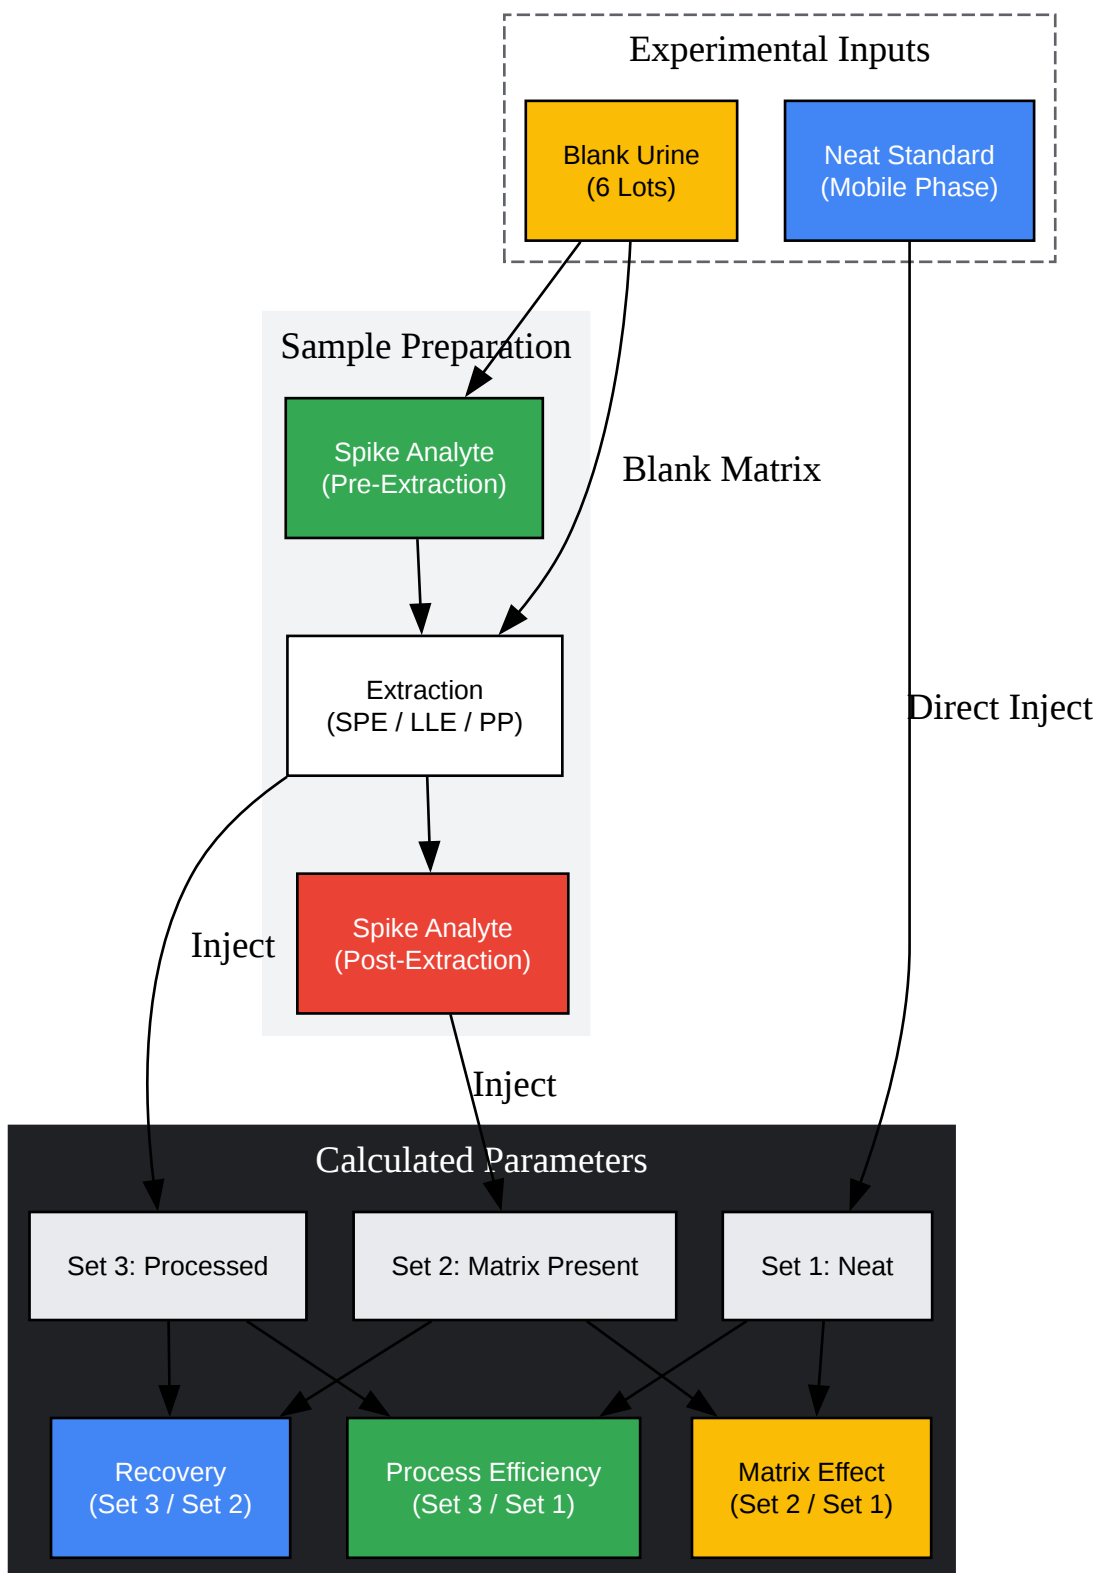 Experimental Inputs
Blank Urine
(6 Lots)
Neat Standard
(Mobile Phase)
Sample Preparation
Spike Analyte
(Pre-Extraction)
Blank Matrix
Extraction
(SPE / LLE / PP)
Direct Inject
Spike Analyte
(Post-Extraction)
Inject
Inject
Calculated Parameters
Set 3: Processed
Set 2: Matrix Present
Set 1: Neat
Recovery
(Set 3 / Set 2)
Process Efficiency
(Set 3 / Set 1)
Matrix Effect
(Set 2 / Set 1)